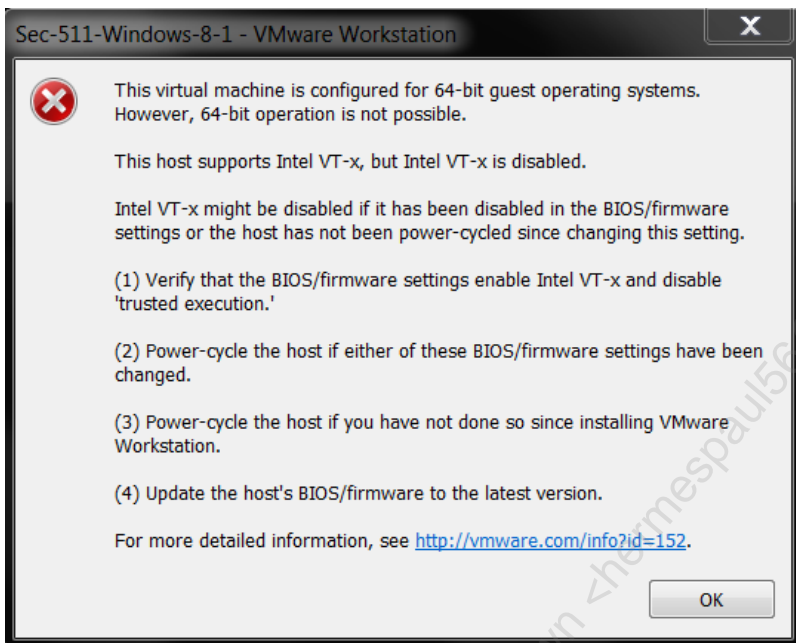 Sec-511-Windows-8-1 - VMware Workstation
X
This virtual machine is configured for 64-bit guest operating systems.
However, 64-bit operation is not possible.
This host supports Intel VT-x, but Intel VT-x is disabled.
Intel VT-x might be disabled if it has been disabled in the BIOS/firmware
settings or the host has not been power-cycled since changing this setting.
(1) Verify that the BIOS/firmware settings enable Intel VT-x and disable
'trusted execution.'
(2) Power-cycle the host if either of these BIOS/firmware settings have been
changed.
(3) Power-cycle the host if you have not done so since installing VMware
Workstation.
(4) Update the host's BIOS/firmware to the latest version.
For more detailed information, see http://vmware.com/info?id=152.
OK